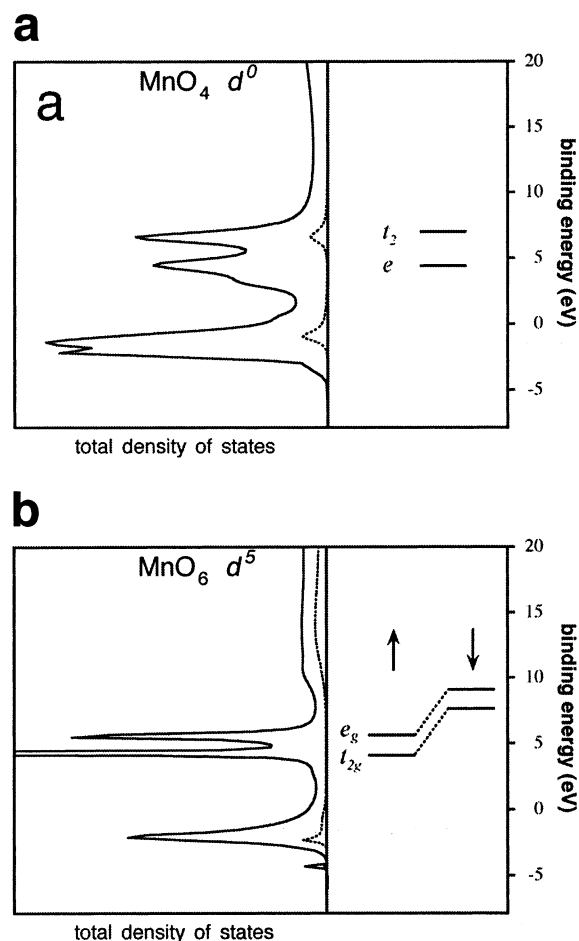 a
a
MnO4 d0
20
15
10
5
0
-5
t2
e
binding energy (eV)
total density of states
b
MnO6 d5
20
15
10
5
0
-5
eg
t2g
binding energy (eV)
total density of states